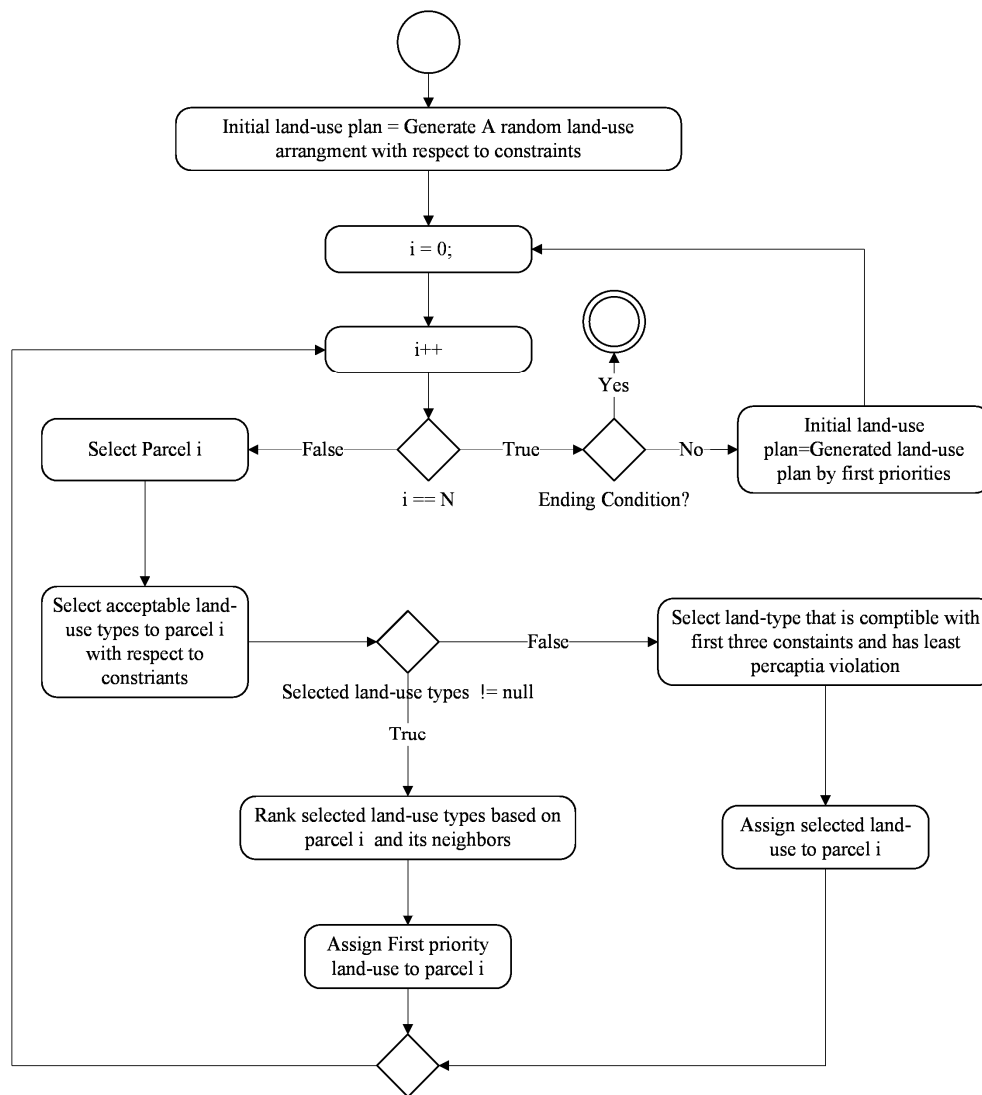 Initial land-use plan = Generate A random land-use
arrangment with respect to constraints
i = 0;
i++
Yes
Select Parcel i
False
True
No
Initial land-use
plan=Generated land-use
plan by first priorities
i == N
Ending Condition?
Select acceptable land-
use types to parcel i
with respect to
constriants
False
Select land-type that is comptible with
first three constaints and has least
percaptia violation
Selected land-use types != null
True
Rank selected land-use types based on
parcel i and its neighbors
Assign selected land-
use to parcel i
Assign First priority
land-use to parcel i